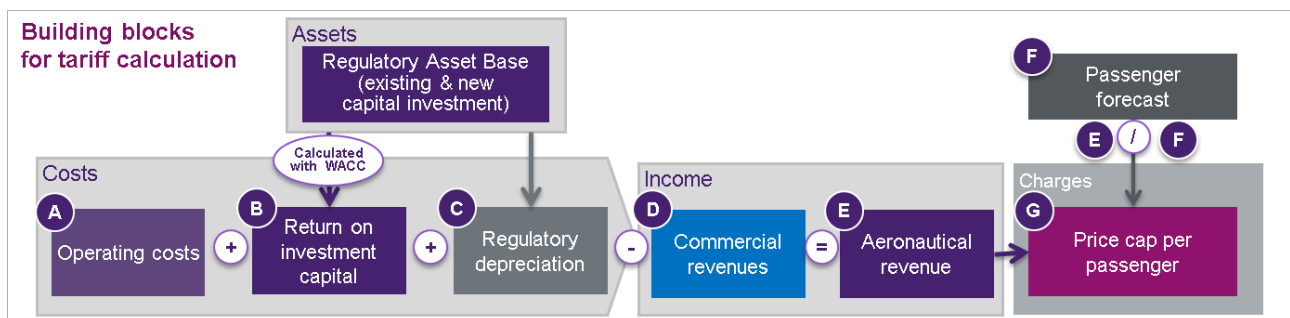 Building blocks
for tariff calculation
Assets
Regulatory Asset Base
(existing & new
capital investment)
F
Passenger
forecast
E / F
Calculated
with WACC
Costs
A
Operating costs
+
B
Return on
investment
capital
+
C
Regulatory
depreciation
-
Income
D
Commercial
revenues
=
E
Aeronautical
revenue
Charges
G
Price cap per
passenger